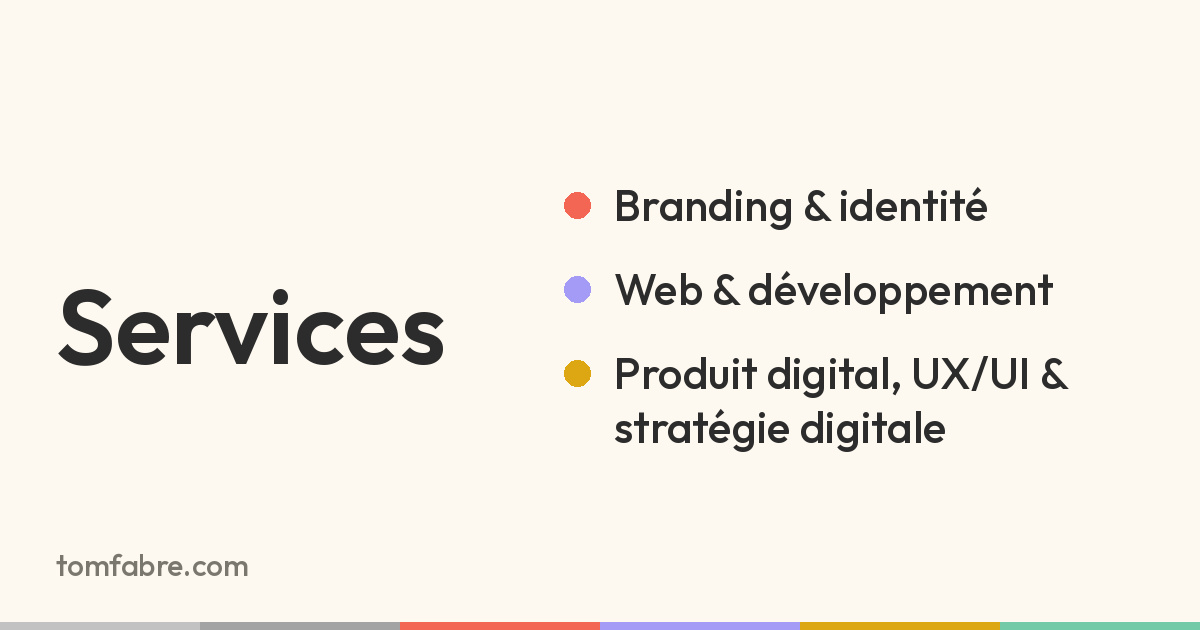 Services
Branding & identité
Web & développement
Produit digital, UX/UI &
stratégie digitale
tomfabre.com